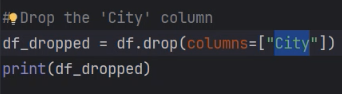 # Drop the 'City' column
df_dropped = df.drop(columns=["City"])
print(df_dropped)